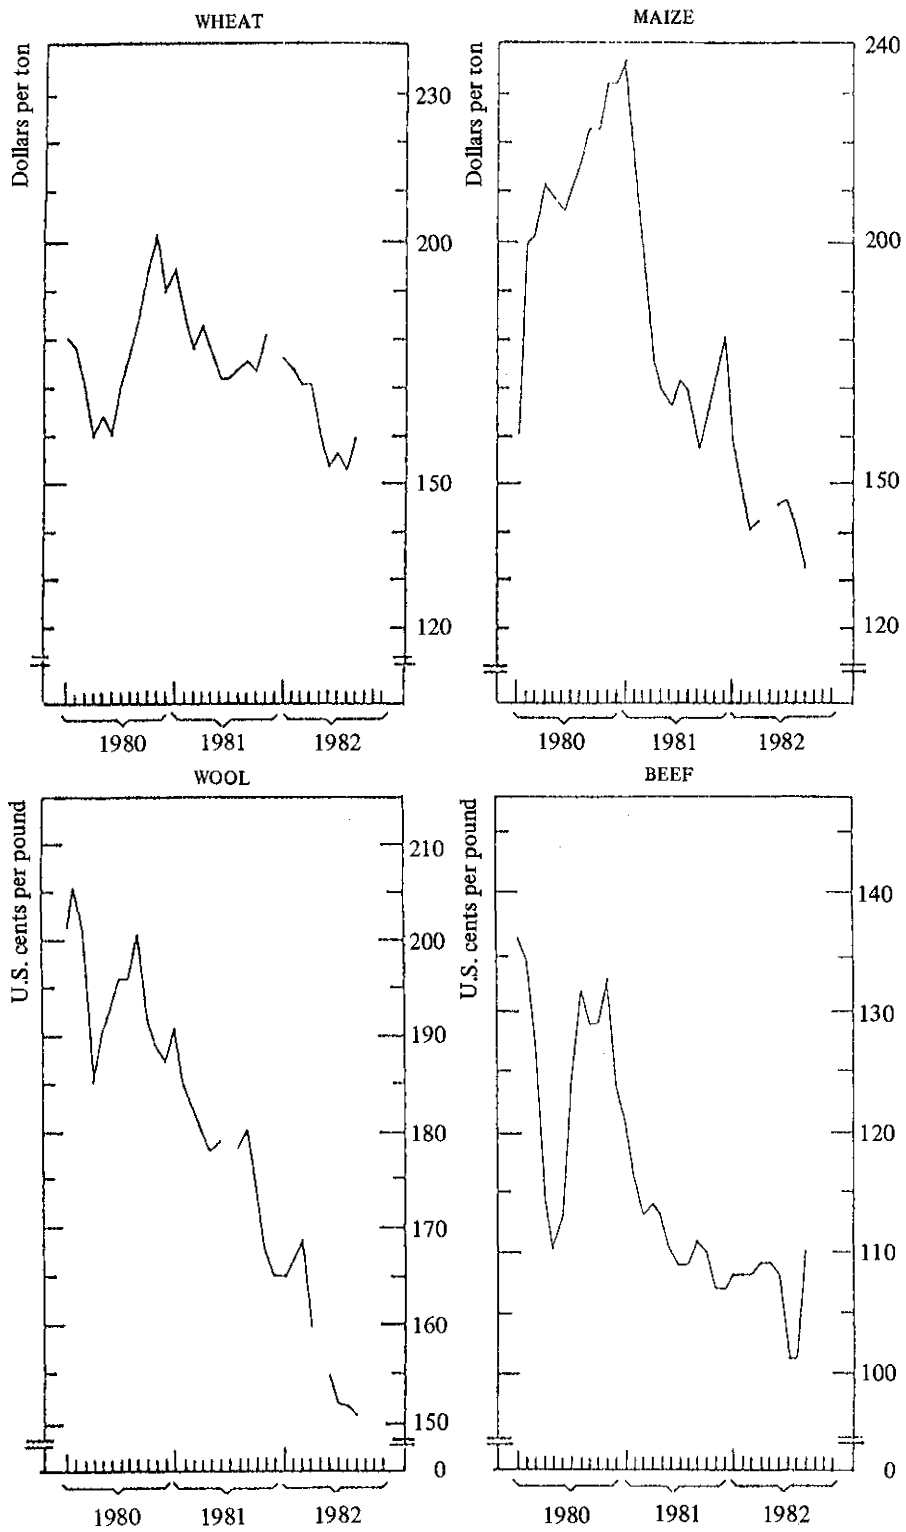 WHEAT
Dollars per ton
230
200
150
120
1980 1981 1982
MAIZE
Dollars per ton
240
200
150
120
1980 1981 1982
WOOL
U.S. cents per pound
210
200
190
180
170
160
150
0
1980 1981 1982
BEEF
U.S. cents per pound
140
130
120
110
100
0
1980 1981 1982